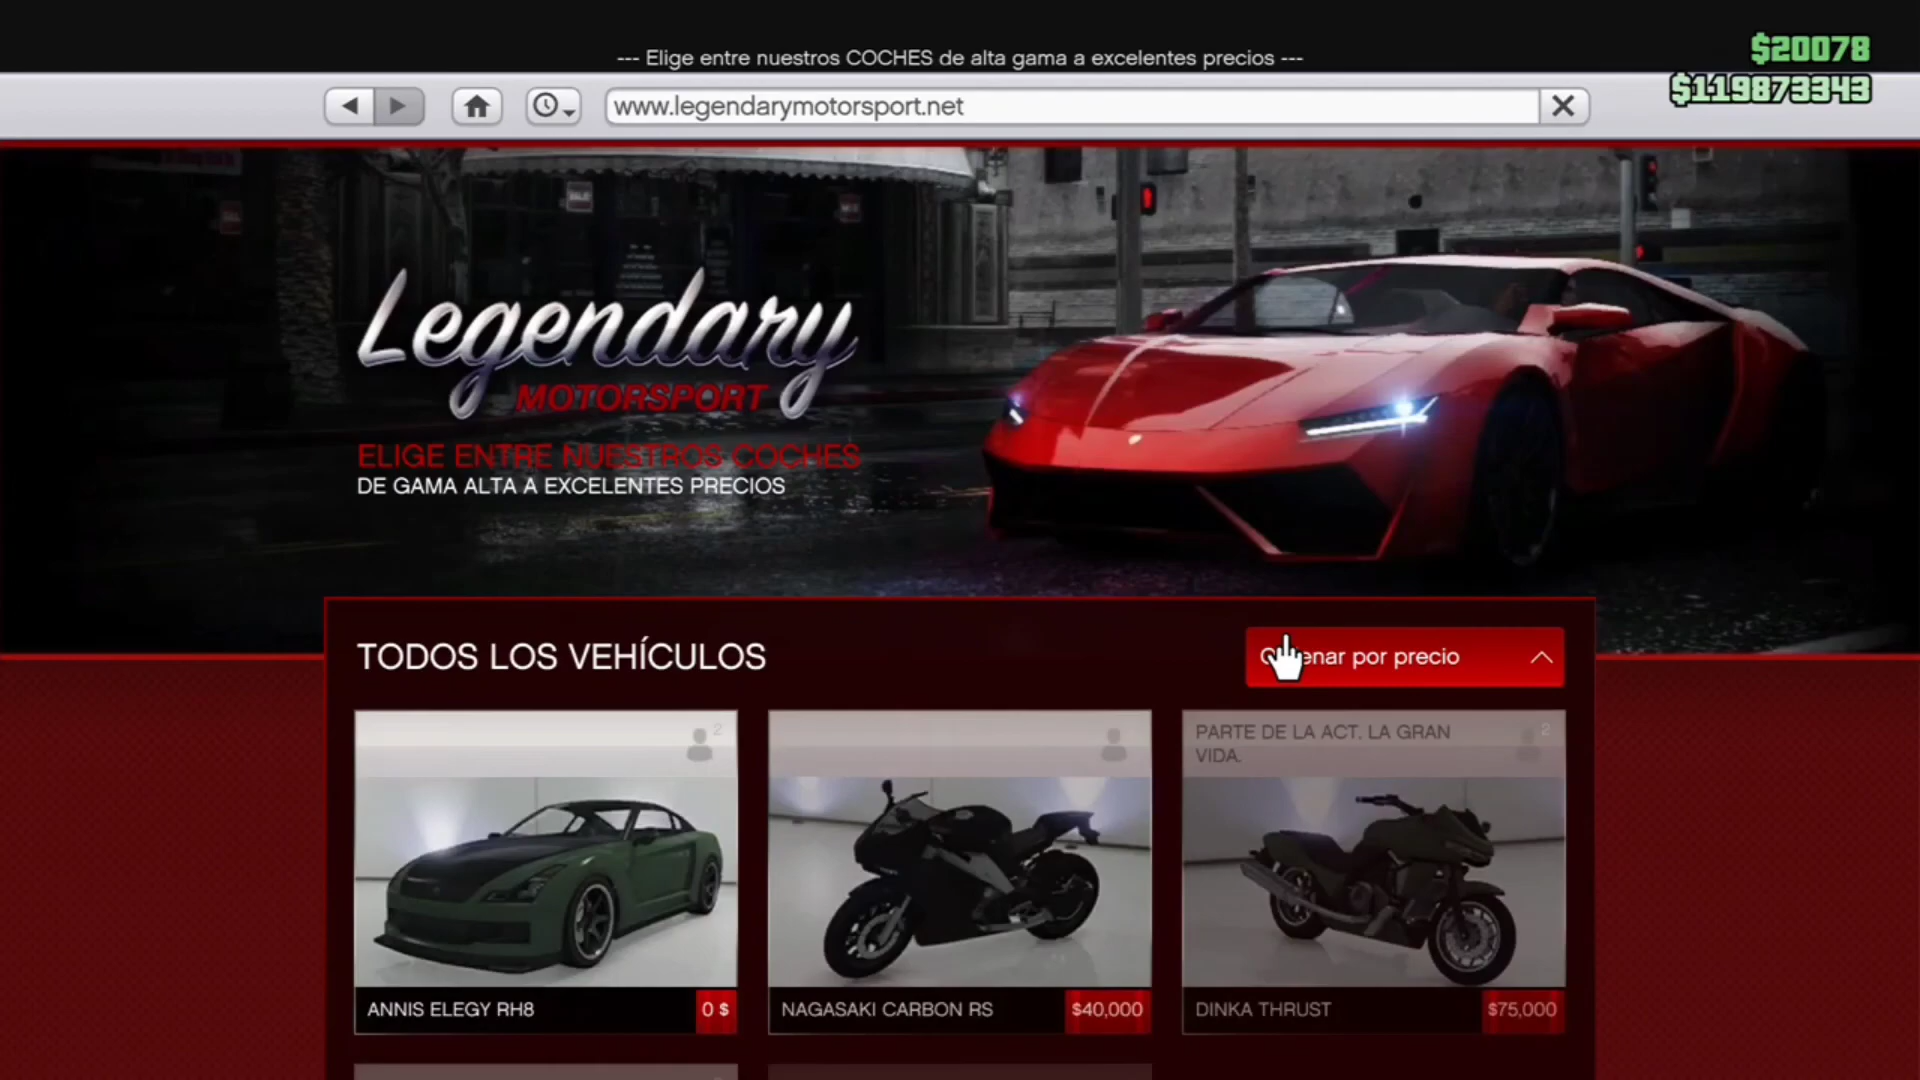 --- Elige entre nuestros COCHES de alta gama a excelentes precios ---
$20078
$119873343
www.legendarymotorsport.net
Legendary
MOTORSPORT
ELIGE ENTRE NUESTROS COCHES
DE GAMA ALTA A EXCELENTES PRECIOS
TODOS LOS VEHÍCULOS
enar por precio
2
PARTE DE LA ACT. LA GRAN
VIDA.
2
ANNIS ELEGY RH8
0 $
NAGASAKI CARBON RS
$40,000
DINKA THRUST
$75,000